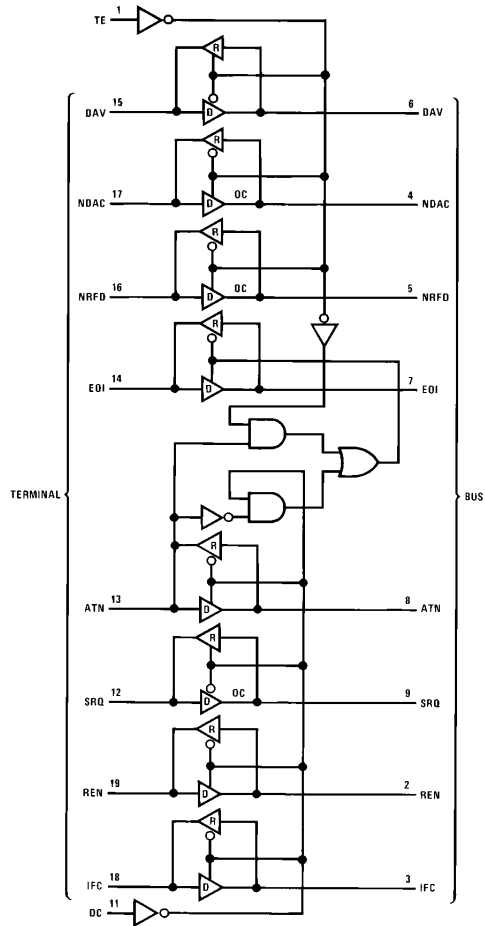 1
TE
R
15
6
DAV
D
DAV
R
17
OC
4
NDAC
D
NDAC
R
16
OC
5
NRFD
D
NRFD
R
14
7
EOI
D
EOI
TERMINAL
BUS
R
13
8
ATN
D
ATN
R
12
OC
9
SRQ
D
SRQ
R
19
2
REN
D
REN
R
18
3
IFC
D
IFC
11
DC